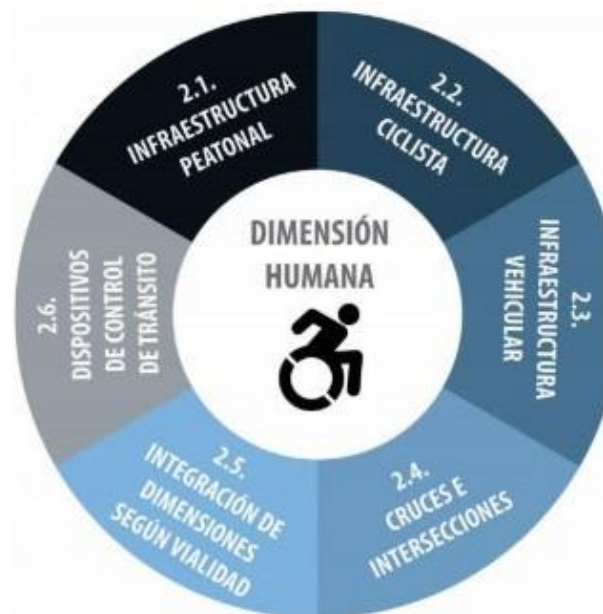 DIMENSIÓN
HUMANA
2.1.
INFRAESTRUCTURA
PEATONAL
2.2.
INFRAESTRUCTURA
CICLISTA
2.3.
INFRAESTRUCTURA
VEHICULAR
2.4.
CRUCES E
INTERSECCIONES
2.5.
INTEGRACIÓN DE
DIMENSIONES
SEGÚN VIALIDAD
2.6.
DISPOSITIVOS
DE CONTROL
DE TRÁNSITO